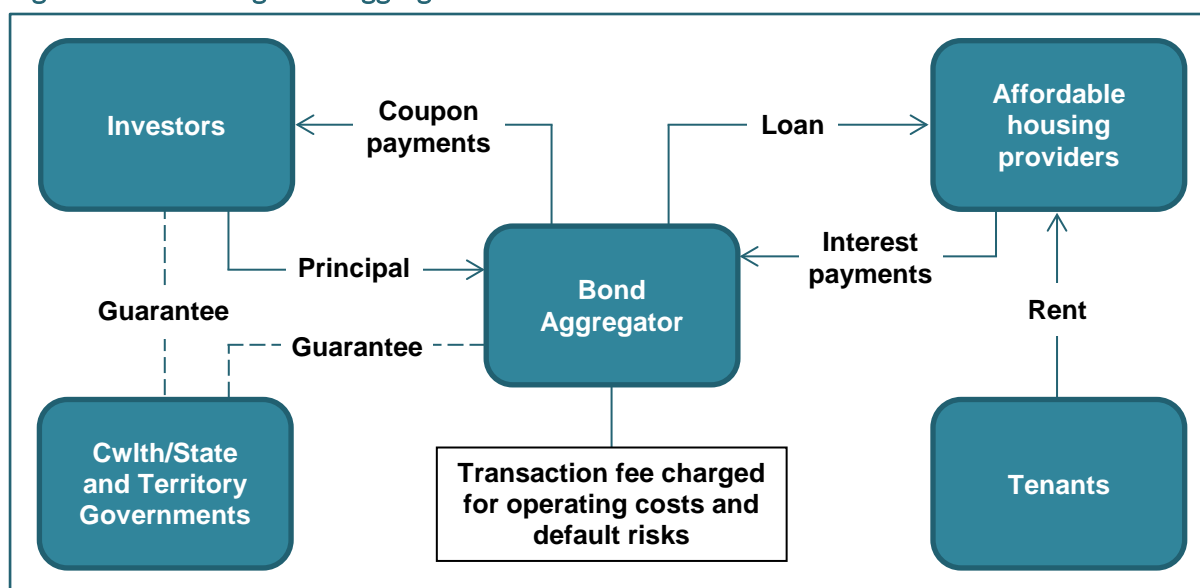 Investors
Coupon
payments
Loan
Affordable
housing
providers
Principal
Interest
payments
Guarantee
Bond
Aggregator
Rent
Guarantee
Cwlth/State
and Territory
Governments
Transaction fee charged
for operating costs and
default risks
Tenants